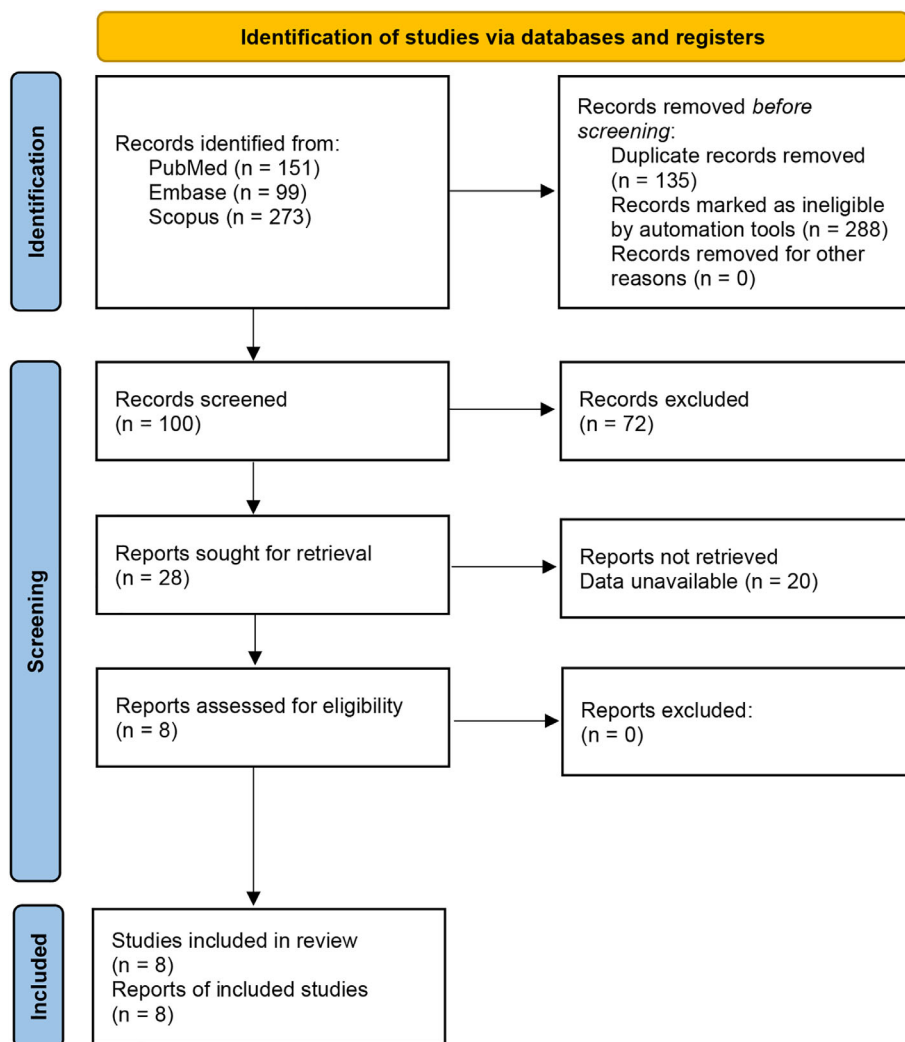 Identification of studies via databases and registers
Identification
Records identified from:
PubMed (n = 151)
Embase (n = 99)
Scopus (n = 273)
Records removed before
screening:
Duplicate records removed
(n = 135)
Records marked as ineligible
by automation tools (n = 288)
Records removed for other
reasons (n = 0)
Screening
Records screened
(n = 100)
Records excluded
(n = 72)
Reports sought for retrieval
(n = 28)
Reports not retrieved
Data unavailable (n = 20)
Reports assessed for eligibility
(n = 8)
Reports excluded:
(n = 0)
Included
Studies included in review
(n = 8)
Reports of included studies
(n = 8)